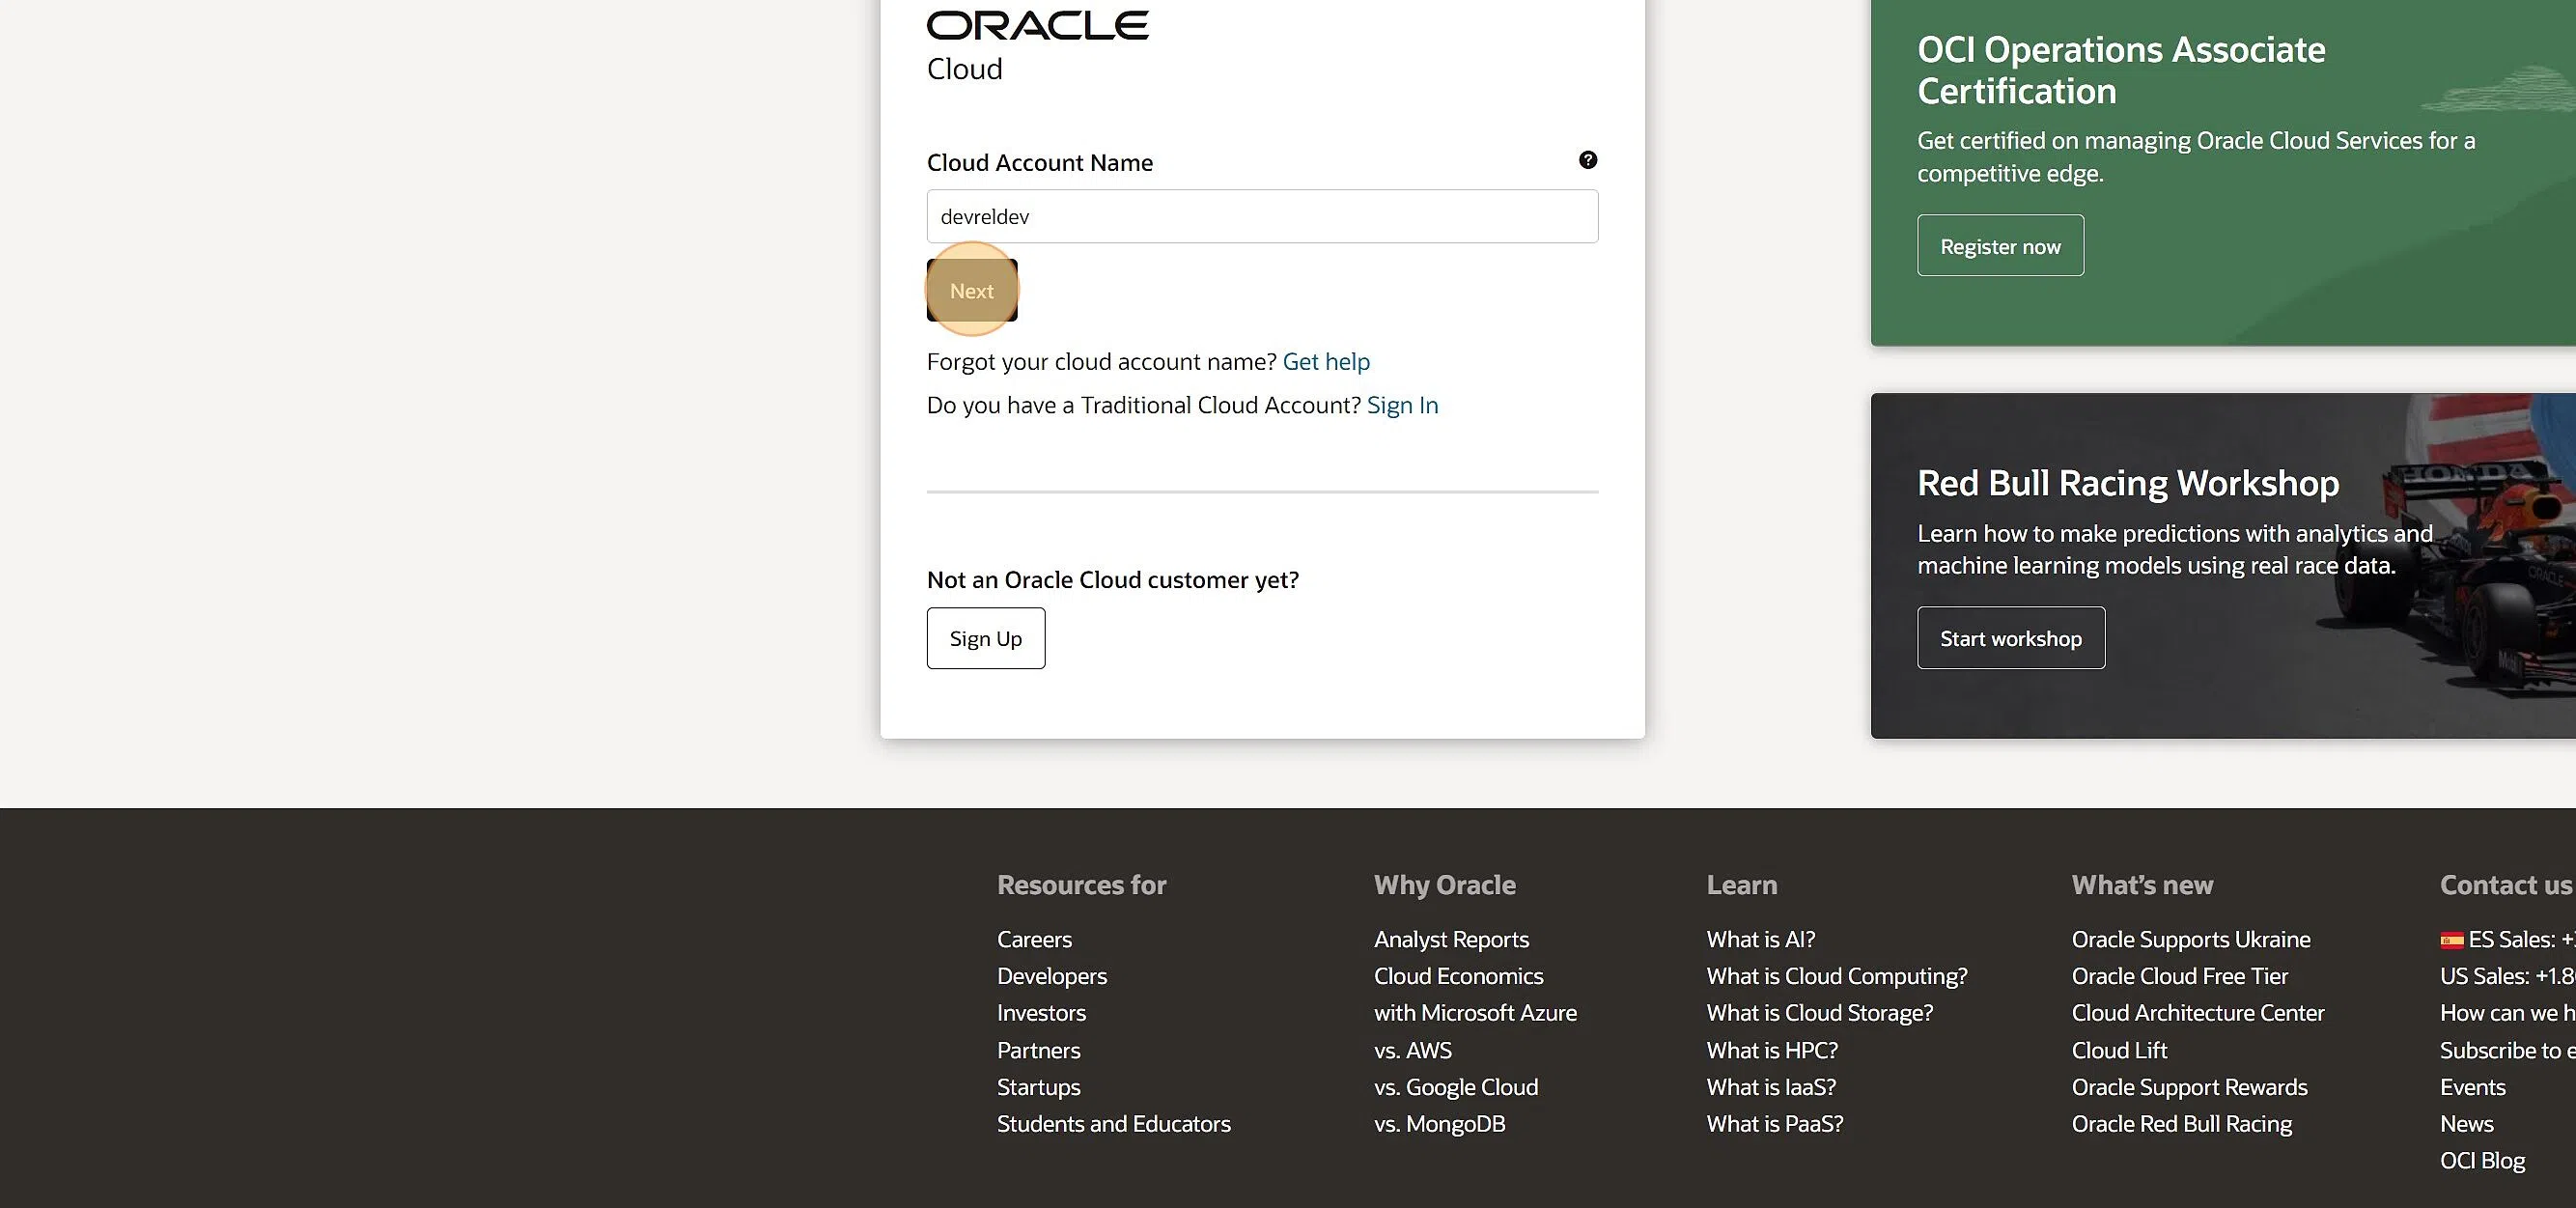 ORACLE
Cloud
Cloud Account Name
devreldev
Next
Forgot your cloud account name? Get help
Do you have a Traditional Cloud Account? Sign In
Not an Oracle Cloud customer yet?
Sign Up
OCI Operations Associate
Certification
Get certified on managing Oracle Cloud Services for a
competitive edge.
Register now
Red Bull Racing Workshop
Learn how to make predictions with analytics and
machine learning models using real race data.
Start workshop
HONDA
ORACLE
Resources for
Careers
Developers
Investors
Partners
Startups
Students and Educators
Why Oracle
Analyst Reports
Cloud Economics
with Microsoft Azure
vs. AWS
vs. Google Cloud
vs. MongoDB
Learn
What is AI?
What is Cloud Computing?
What is Cloud Storage?
What is HPC?
What is IaaS?
What is PaaS?
What's new
Oracle Supports Ukraine
Oracle Cloud Free Tier
Cloud Architecture Center
Cloud Lift
Oracle Support Rewards
Oracle Red Bull Racing
Contact us
ES Sales:
US Sales: +1.8
How can we h
Subscribe to e
Events
News
OCI Blog